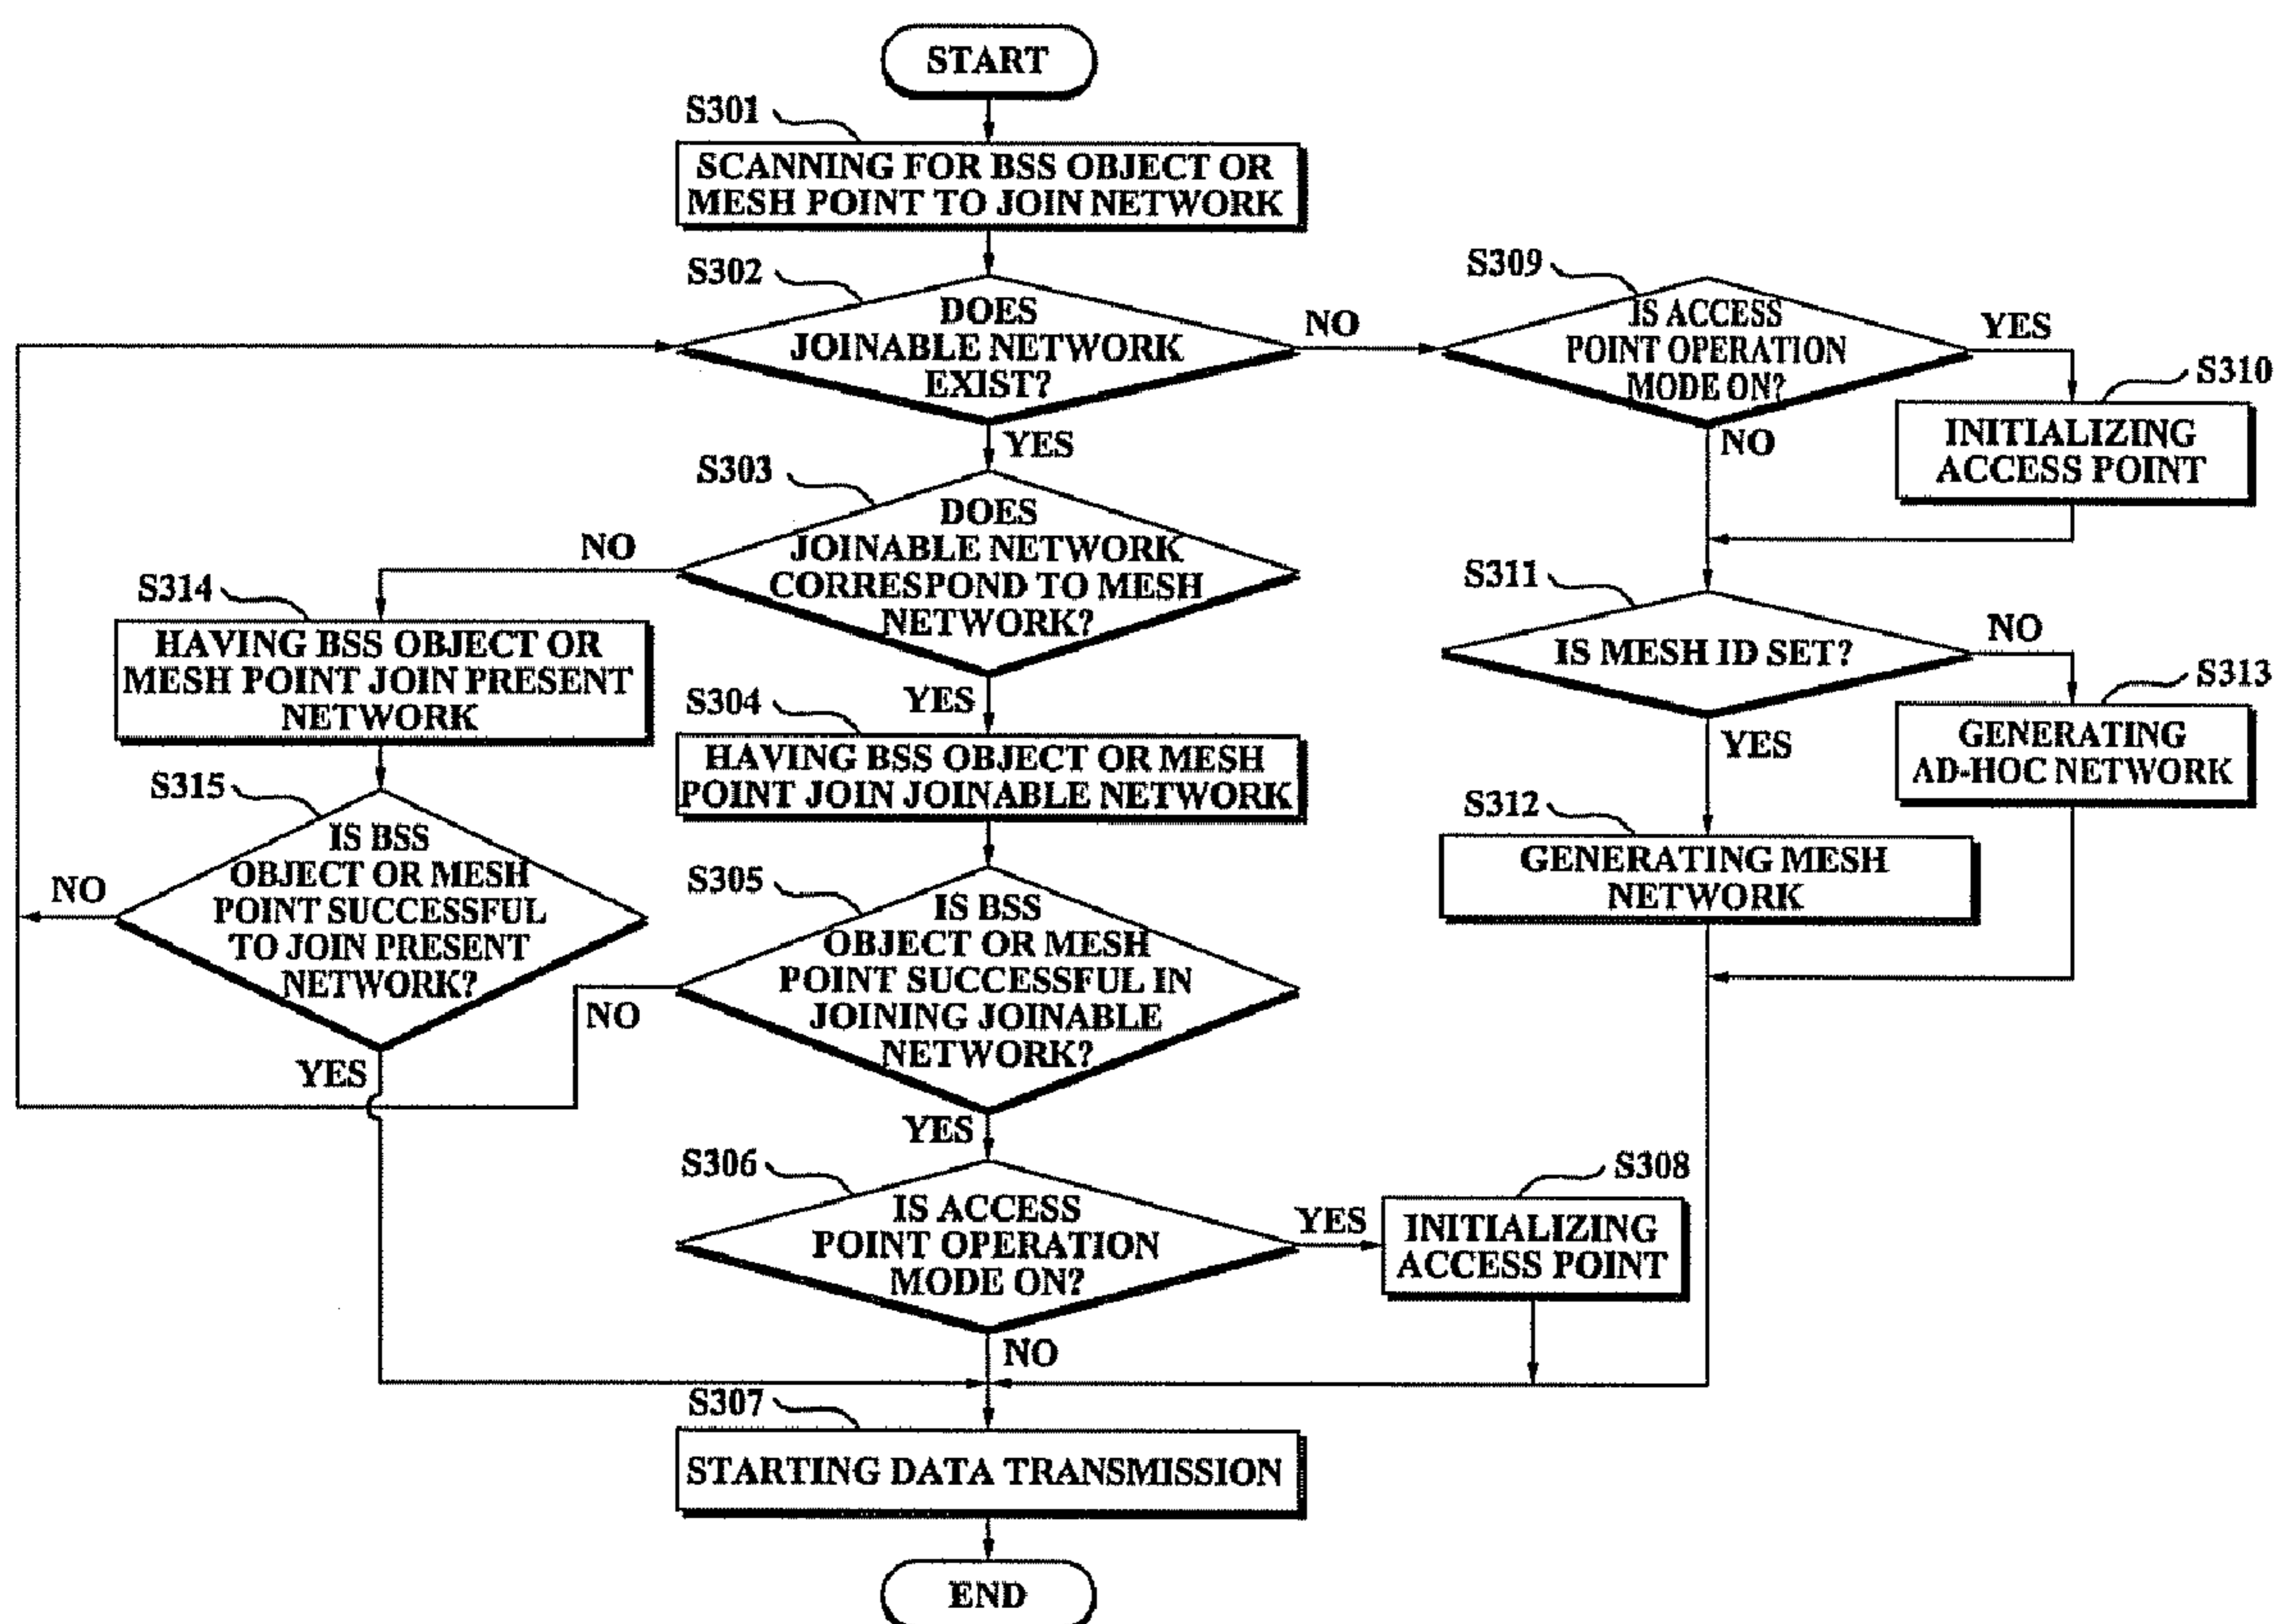 START
S301
SCANNING FOR BSS OBJECT OR
MESH POINT TO JOIN NETWORK
S302
DOES
JOINABLE NETWORK
EXIST?
NO
YES
S309
IS ACCESS
POINT OPERATION
MODE ON?
YES
NO
S310
INITIALIZING
ACCESS POINT
S303
DOES
JOINABLE NETWORK
CORRESPOND TO MESH
NETWORK?
NO
YES
S311
IS MESH ID SET?
NO
YES
S314
HAVING BSS OBJECT OR
MESH POINT JOIN PRESENT
NETWORK
S304
HAVING BSS OBJECT OR MESH
POINT JOIN JOINABLE NETWORK
S313
GENERATING
AD-HOC NETWORK
S312
GENERATING MESH
NETWORK
S315
IS BSS
OBJECT OR MESH
POINT SUCCESSFUL
TO JOIN PRESENT
NETWORK?
NO
YES
S305
IS BSS
OBJECT OR MESH
POINT SUCCESSFUL IN
JOINING JOINABLE
NETWORK?
NO
YES
S306
IS ACCESS
POINT OPERATION
MODE ON?
YES
NO
S308
INITIALIZING
ACCESS POINT
S307
STARTING DATA TRANSMISSION
END